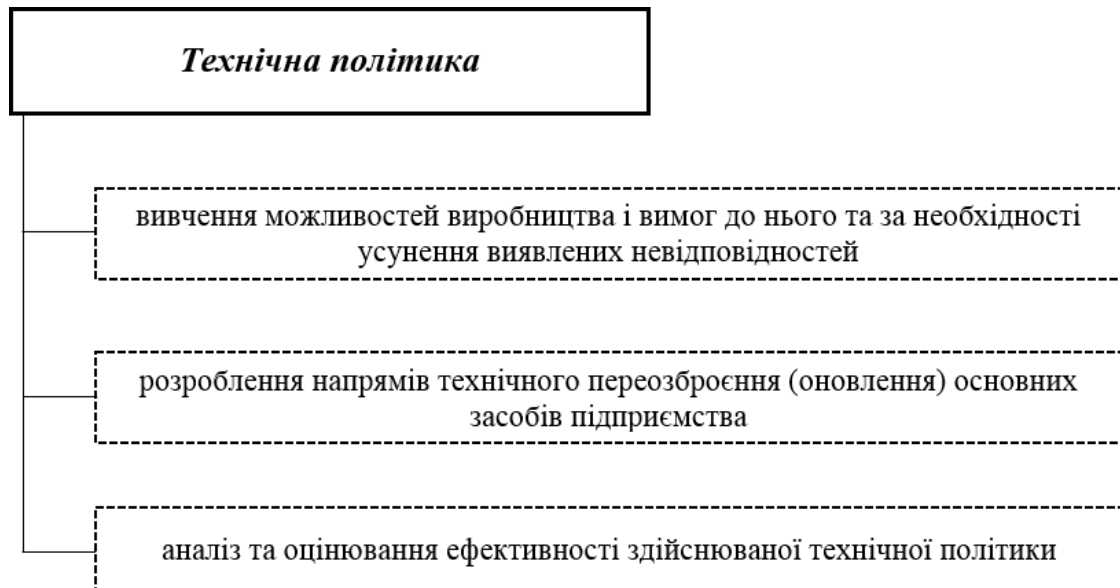 Технічна політика
вивчення можливостей виробництва і вимог до нього та за необхідності
усунення виявлених невідповідностей
розроблення напрямів технічного переозброєння (оновлення) основних
засобів підприємства
аналіз та оцінювання ефективності здійснюваної технічної політики